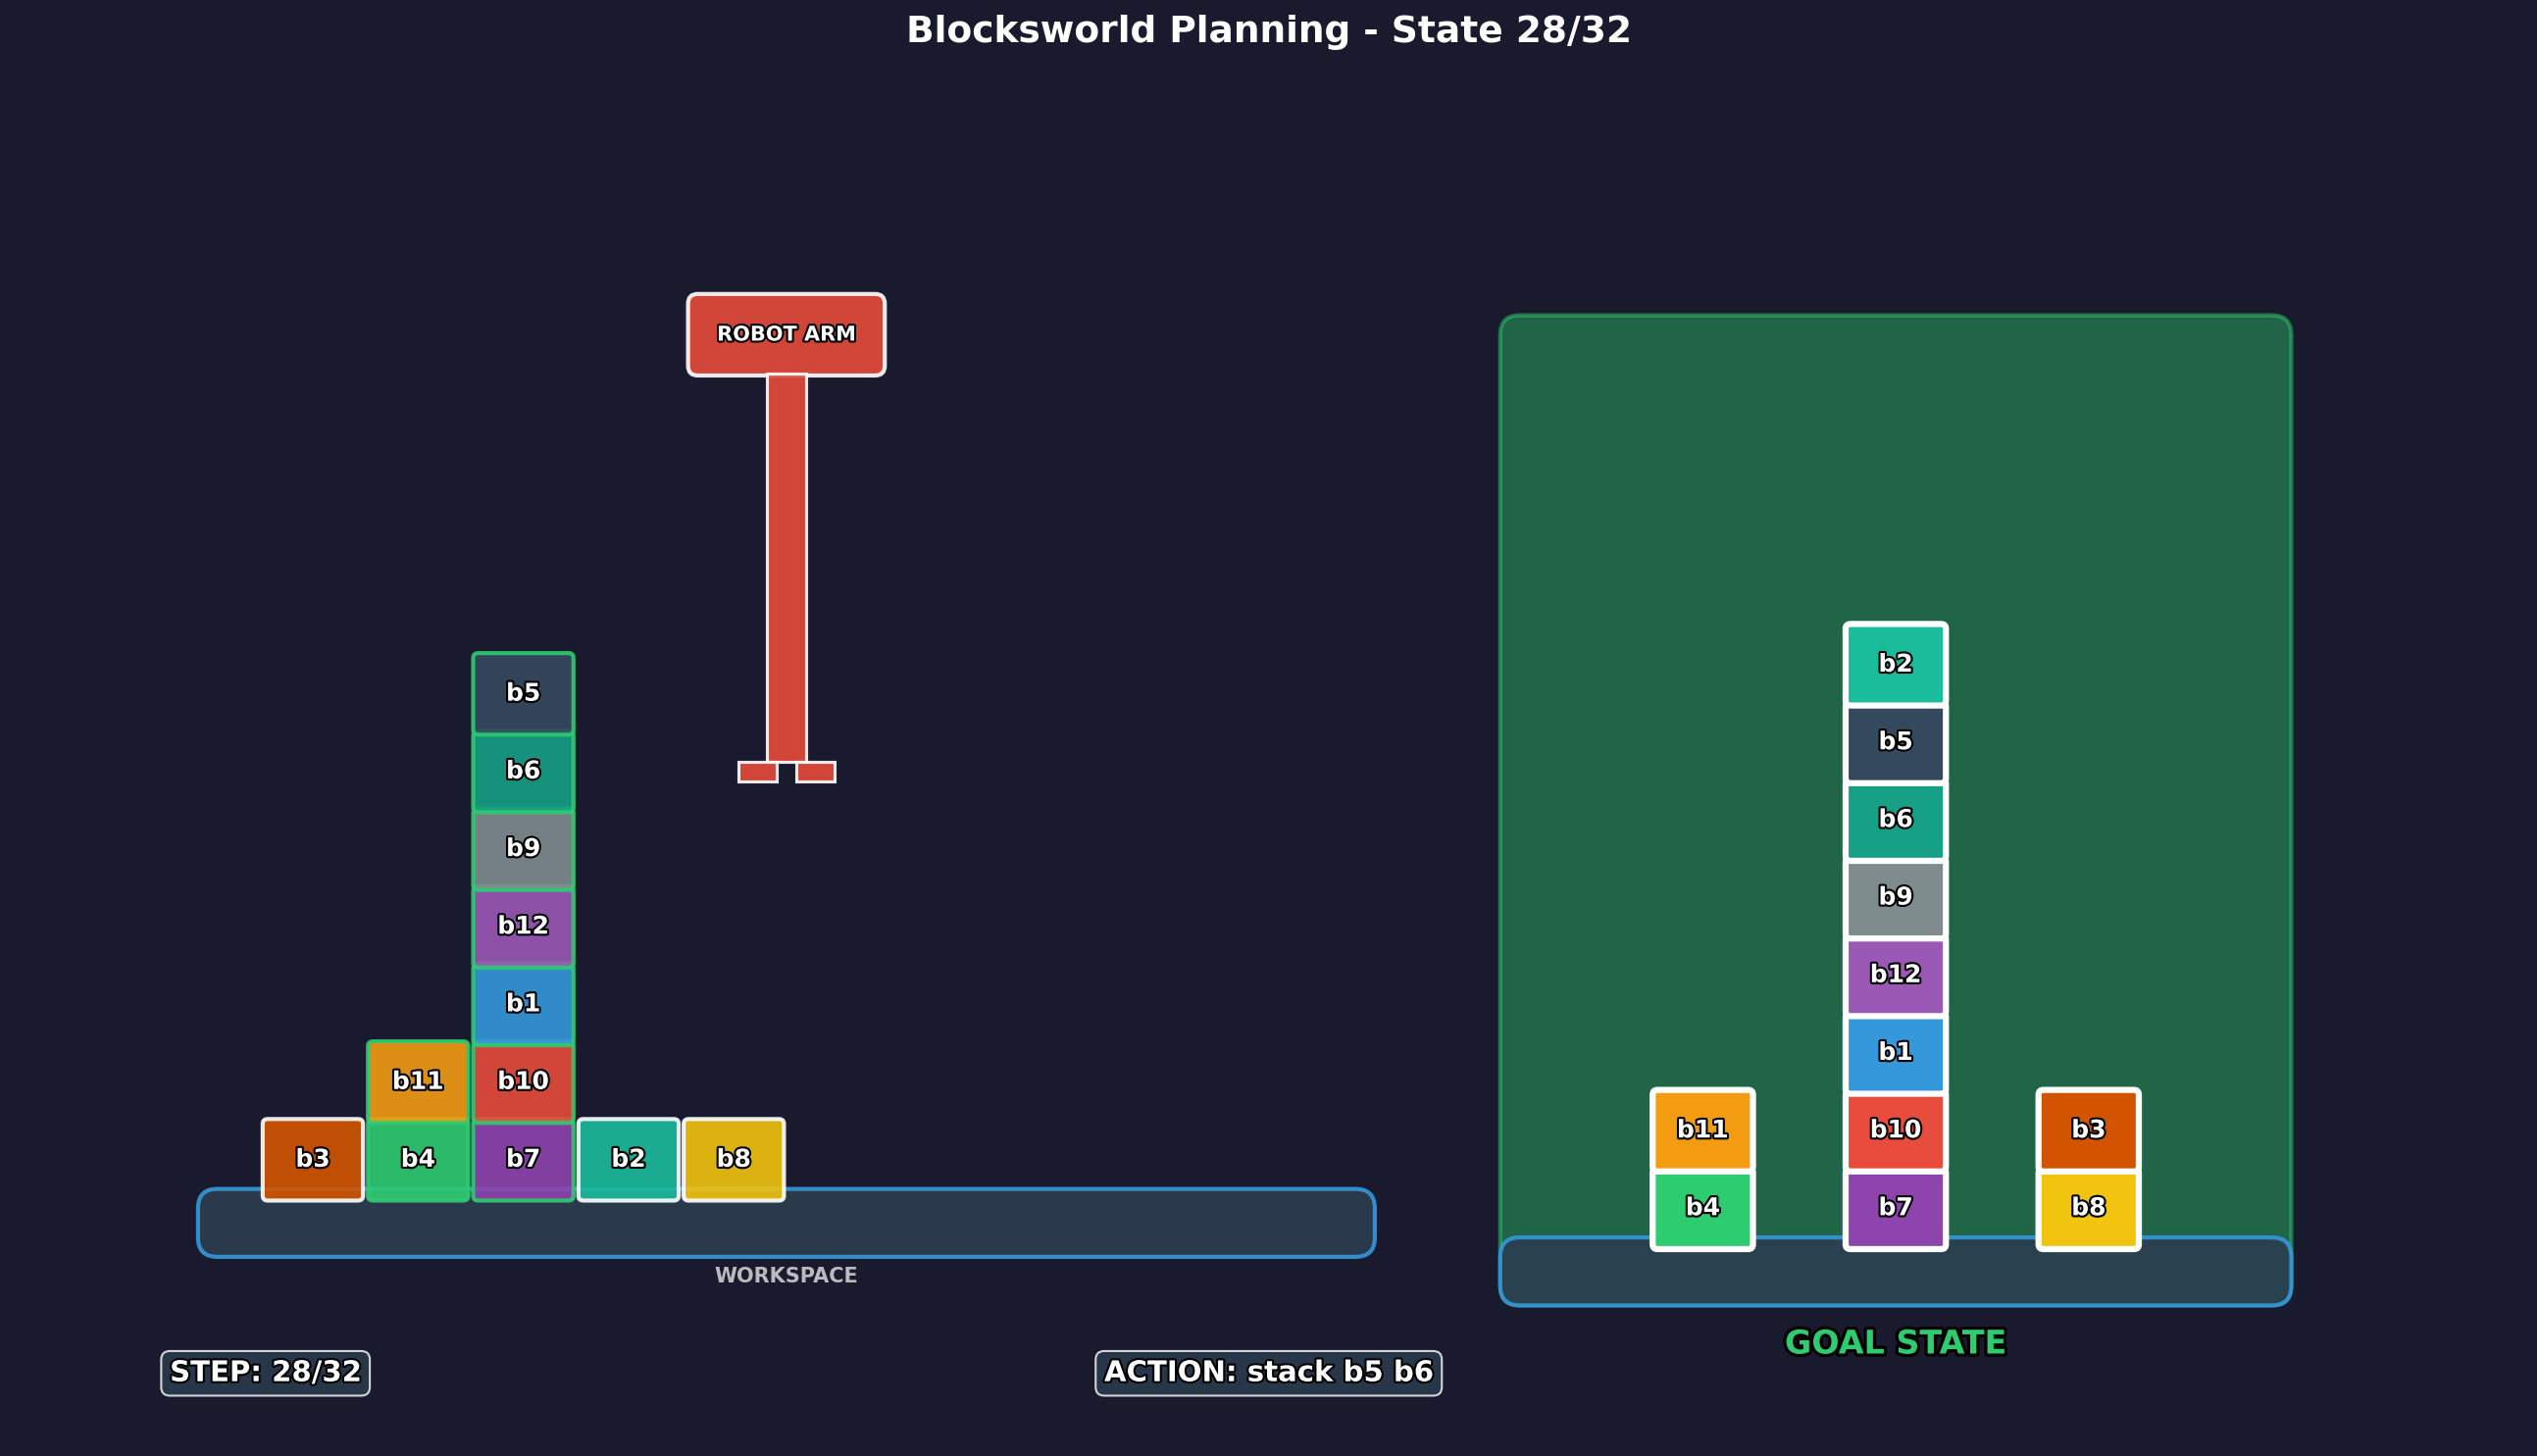 Blocksworld Planning - State 28/32
ROBOT ARM
b5
b6
b9
b12
b1
b11 b10
b3 b4 b7 b2 b8
WORKSPACE
b2
b5
b6
b9
b12
b1
b11 b10 b3
b4 b7 b8
GOAL STATE
STEP: 28/32
ACTION: stack b5 b6